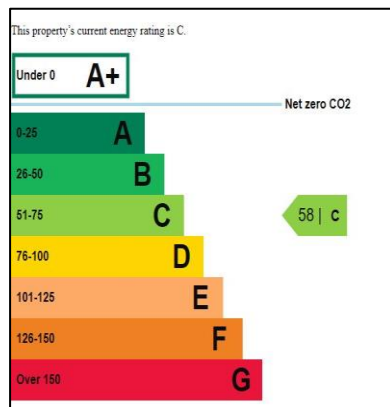 This property's current energy rating is C.
Under 0 A+
Net zero CO2
0-25 A
26-50 B
51-75 C 58 | C
76-100 D
101-125 E
126-150 F
Over 150 G